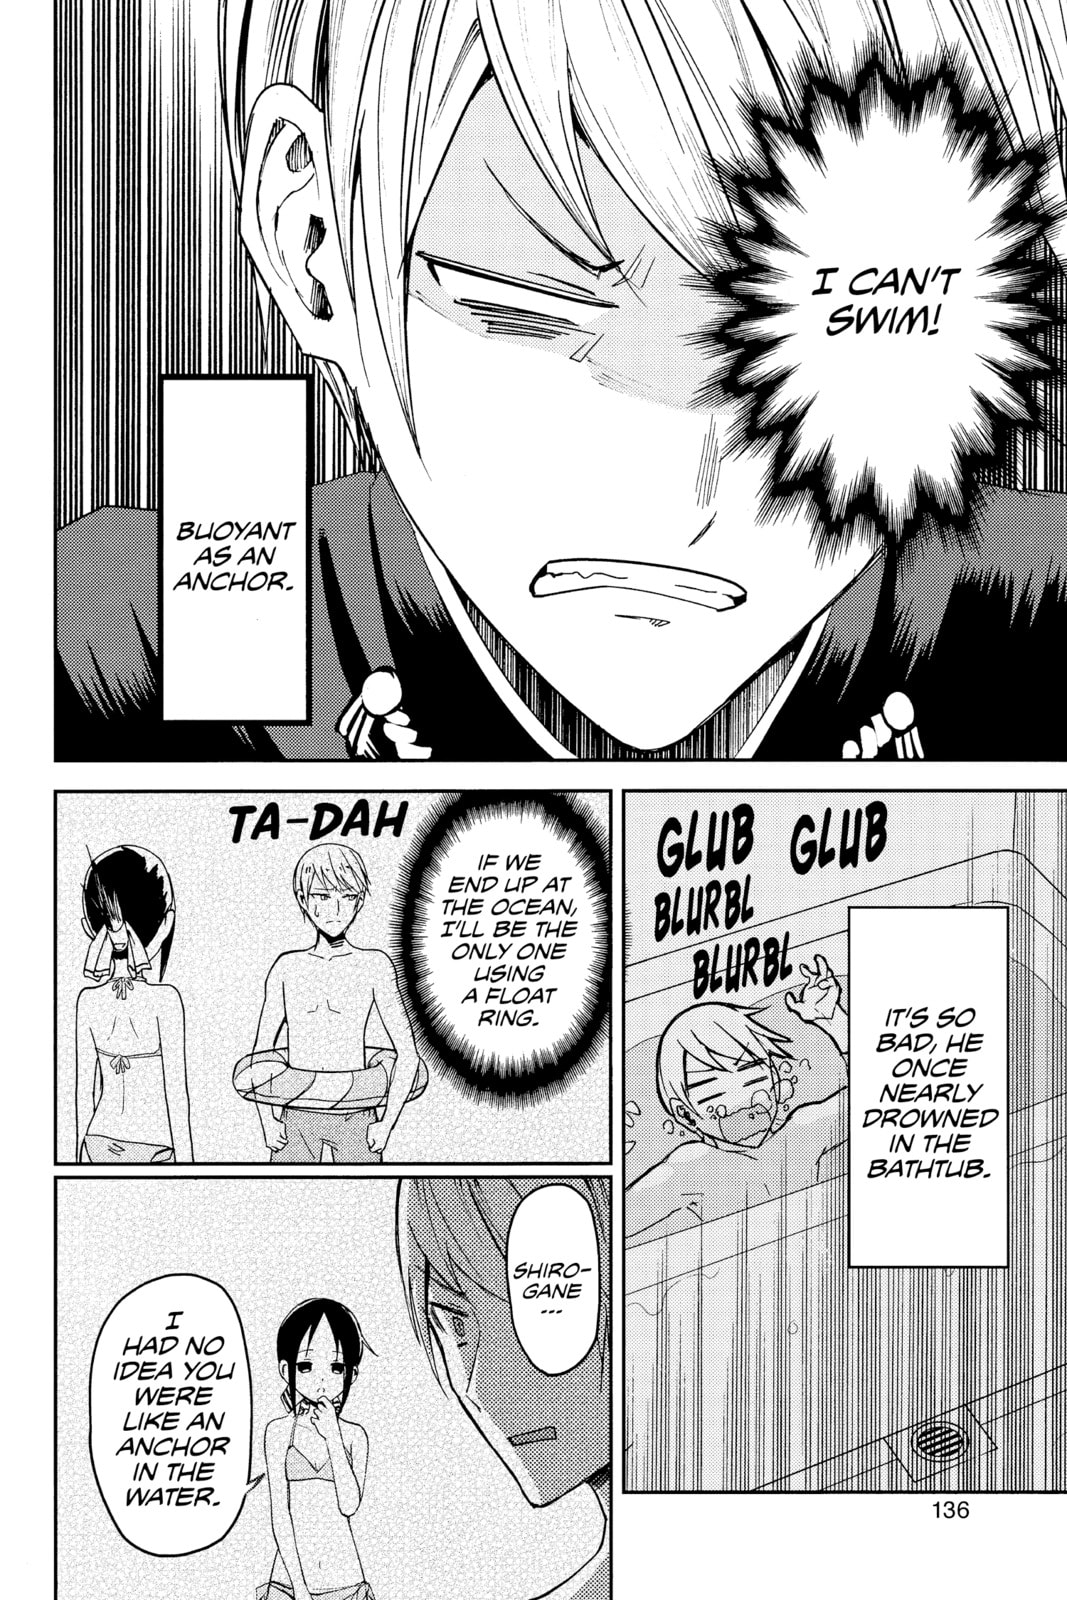 I CAN'T
SWIM!
BUOYANT
AS AN
ANCHOR.
GLUB GLUB
BLURBL
BLURBL
IT'S SO
BAD, HE
ONCE
NEARLY
DROWNED
IN THE
BATHTUB.
TA-DAH
IF WE
END UP AT
THE OCEAN,
I'LL BE THE
ONLY ONE
USING
A FLOAT
RING.
SHIRO-
GANE
...
I
HAD NO
IDEA YOU
WERE
LIKE AN
ANCHOR
IN THE
WATER.
136